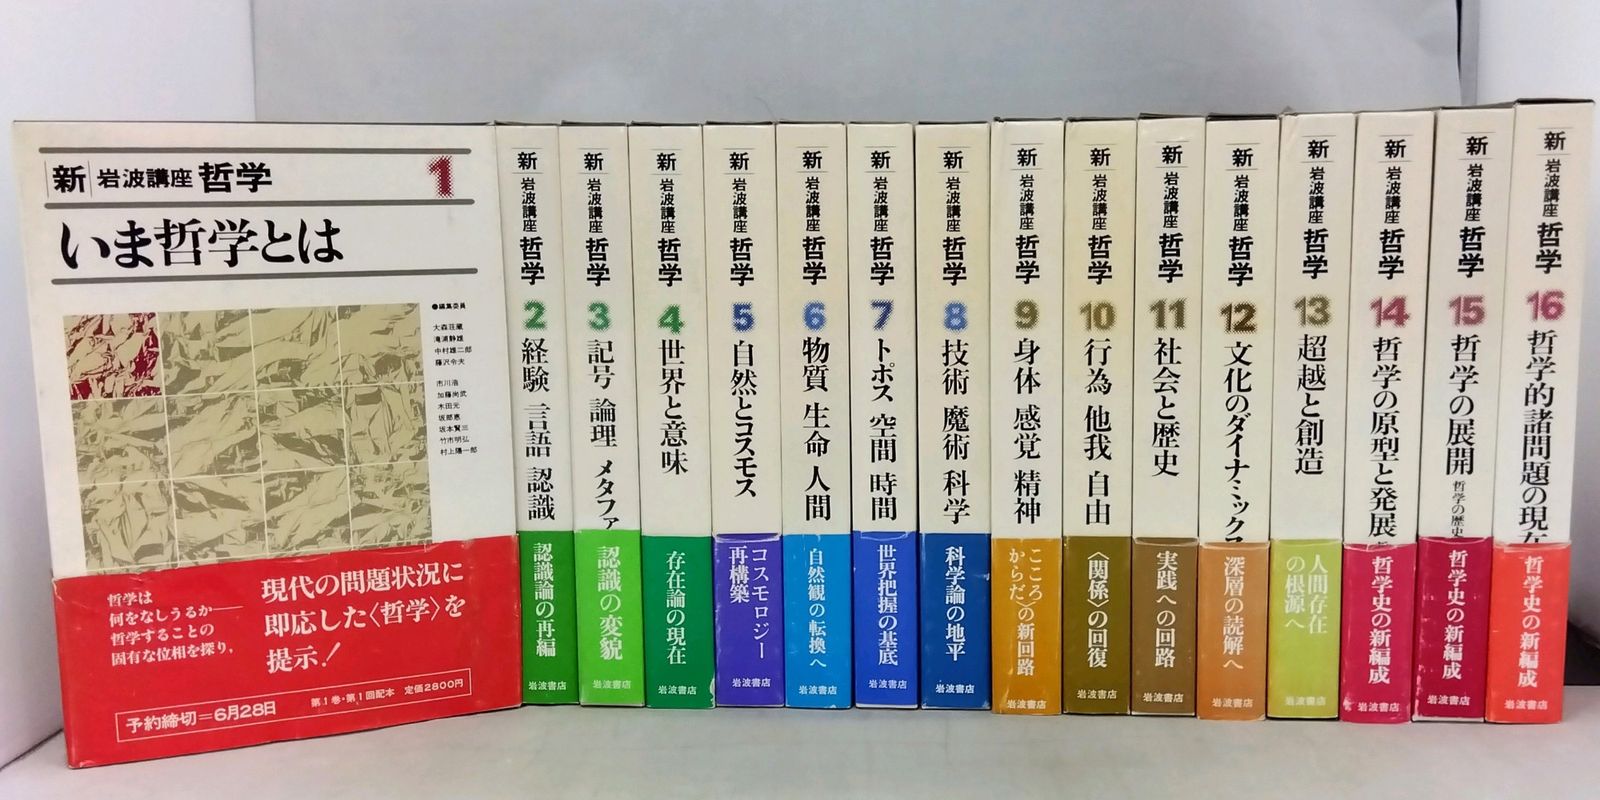 新 岩波講座 哲学 1
いま哲学とは
●編集委員
大森荘蔵
滝浦静雄
中村雄二郎
藤沢令夫
市川浩
加藤尚武
木田元
坂部恵
坂本賢三
竹市明弘
村上陽一郎
哲学は
何をなしうるか——
哲学することの
固有な位相を探り、
現代の問題状況に
即応した〈哲学〉を
提示!
第1巻・第1回配本 定価2800円
予約締切=6月28日
新 岩波講座 哲学 2 経験 言語 認識
認識論の再編
岩波書店
新 岩波講座 哲学 3 記号 論理 メタファ
認識の変貌
岩波書店
新 岩波講座 哲学 4 世界と意味
存在論の現在
岩波書店
新 岩波講座 哲学 5 自然とコスモス
コスモロジー
再構築
岩波書店
新 岩波講座 哲学 6 物質 生命 人間
自然観の転換へ
岩波書店
新 岩波講座 哲学 7 トポス 空間 時間
世界把握の基底
岩波書店
新 岩波講座 哲学 8 技術 魔術 科学
科学論の地平
岩波書店
新 岩波講座 哲学 9 身体 感覚 精神
こころ
からだ〉の新回路
岩波書店
新 岩波講座 哲学 10 行為 他我 自由
〈関係〉の回復
岩波書店
新 岩波講座 哲学 11 社会と歴史
実践への回路
岩波書店
新 岩波講座 哲学 12 文化のダイナミック
深層の読解へ
岩波書店
新 岩波講座 哲学 13 超越と創造
人間存在
の根源へ
岩波書店
新 岩波講座 哲学 14 哲学の原型と発展
哲学史の新編成
岩波書店
新 岩波講座 哲学 15 哲学の展開 哲学の歴史
哲学史の新編成
岩波書店
新 岩波講座 哲学 16 哲学的諸問題の現在
哲学史の新編成
岩波書店